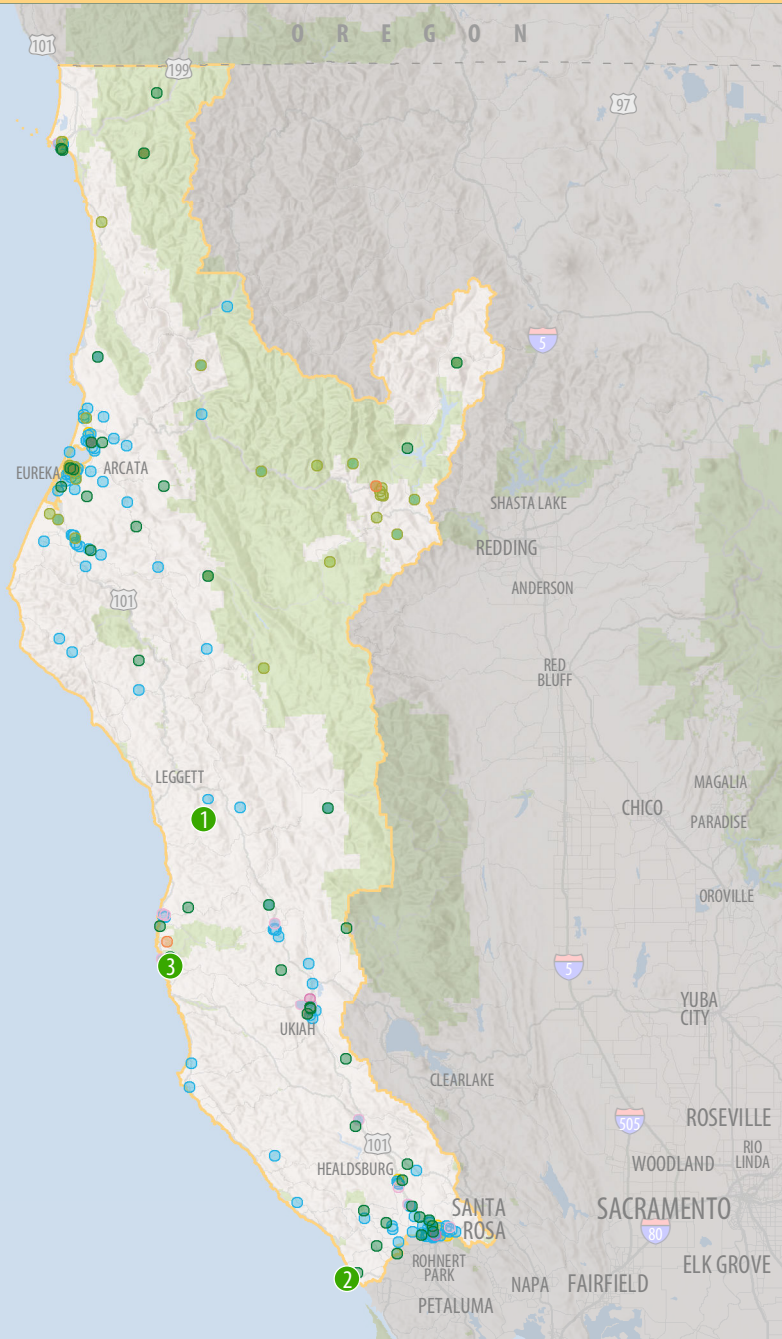 OREGON
101
199
97
5
EUREKA
ARCATA
SHASTA LAKE
REDDING
101
ANDERSON
RED
BLUFF
LEGGETT
MAGALIA
CHICO
PARADISE
1
OROVILLE
3
5
YUBA
CITY
UKIAH
CLEARLAKE
505
ROSEVILLE
101
RIO
LINDA
WOODLAND
HEALDSBURG
SANTA
ROSA
SACRAMENTO
80
ROHNERT
PARK
ELK GROVE
2
NAPA
FAIRFIELD
PETALUMA